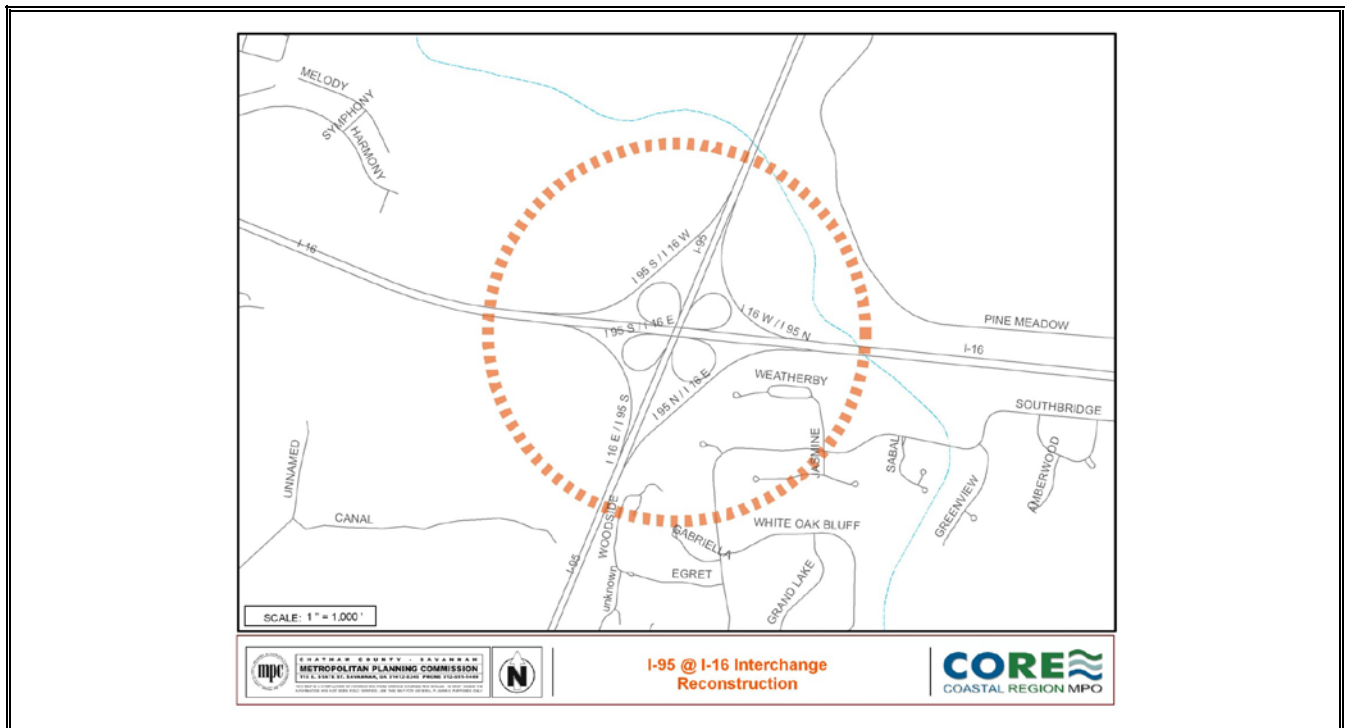 MELODY
SYMPHONY
HARMONY
I-16
I 95 S / I 16 W
I-95
I 95 S / I 16 E
I 16 W / I 95 N
PINE MEADOW
I-16
WEATHERBY
I 95 N / I 16 E
I 16 E / I 95 S
SOUTHBRIDGE
JASMINE
SABAL
AMBERWOOD
GREENVIEW
UNNAMED
CANAL
WOODSIDE
WHITE OAK BLUFF
GABRIELLA
I-95
EGRET
unknown
GRAND LAKE
SCALE: 1 " = 1,000 '
mpc
CHATHAM COUNTY - SAVANNAH
METROPOLITAN PLANNING COMMISSION
N
I-95 @ I-16 Interchange
Reconstruction
CORE
COASTAL REGION MPO